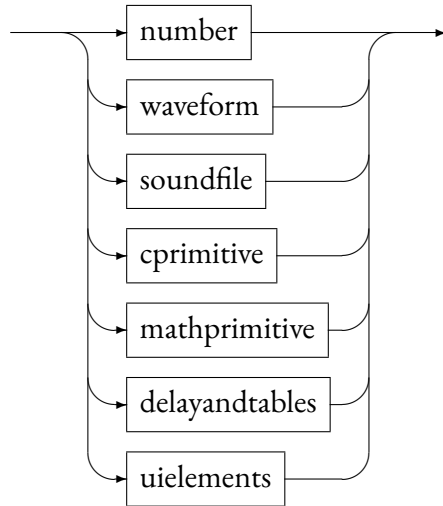 number
waveform
soundfile
cprimitive
mathprimitive
delayandtables
uielements